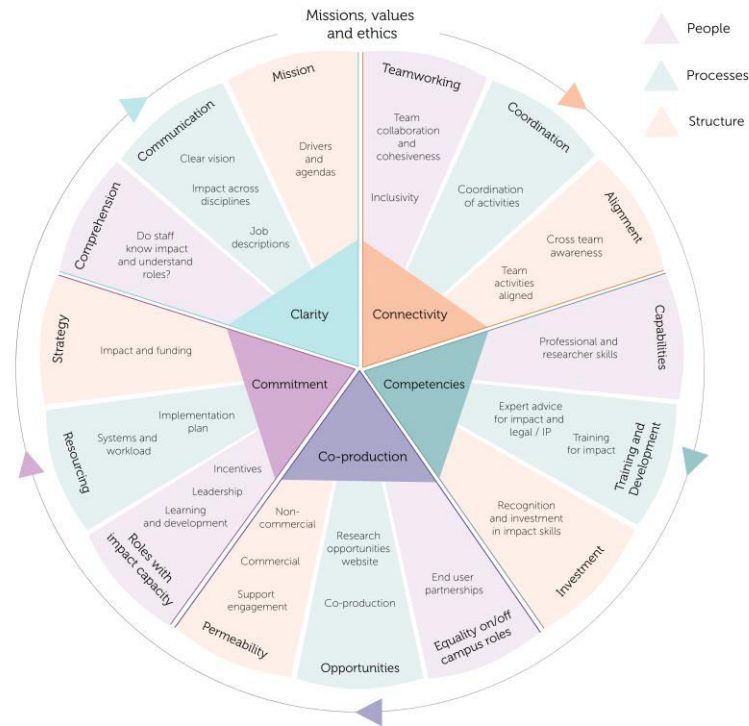 Missions, values
and ethics
People
Processes
Structure
Mission
Drivers
and
agendas
Teamworking
Team
collaboration
and
cohesiveness
Inclusivity
Coordination
Coordination
of activities
Alignment
Cross team
awareness
Team
activities
aligned
Connectivity
Capabilities
Professional and
researcher skills
Training and
Development
Expert advice
for impact and
legal / IP
Training
for impact
Investment
Recognition
and investment
in impact skills
Competencies
Equality on/off
campus roles
End user
partnerships
Opportunities
Research
opportunities
website
Co-production
Permeability
Non-
commercial
Commercial
Support
engagement
Co-production
Roles with
impact capacity
Incentives
Leadership
Learning
and development
Resourcing
Implementation
plan
Systems and
workload
Strategy
Impact and funding
Commitment
Comprehension
Do staff
know impact
and understand
roles?
Communication
Clear vision
Impact across
disciplines
Job
descriptions
Clarity